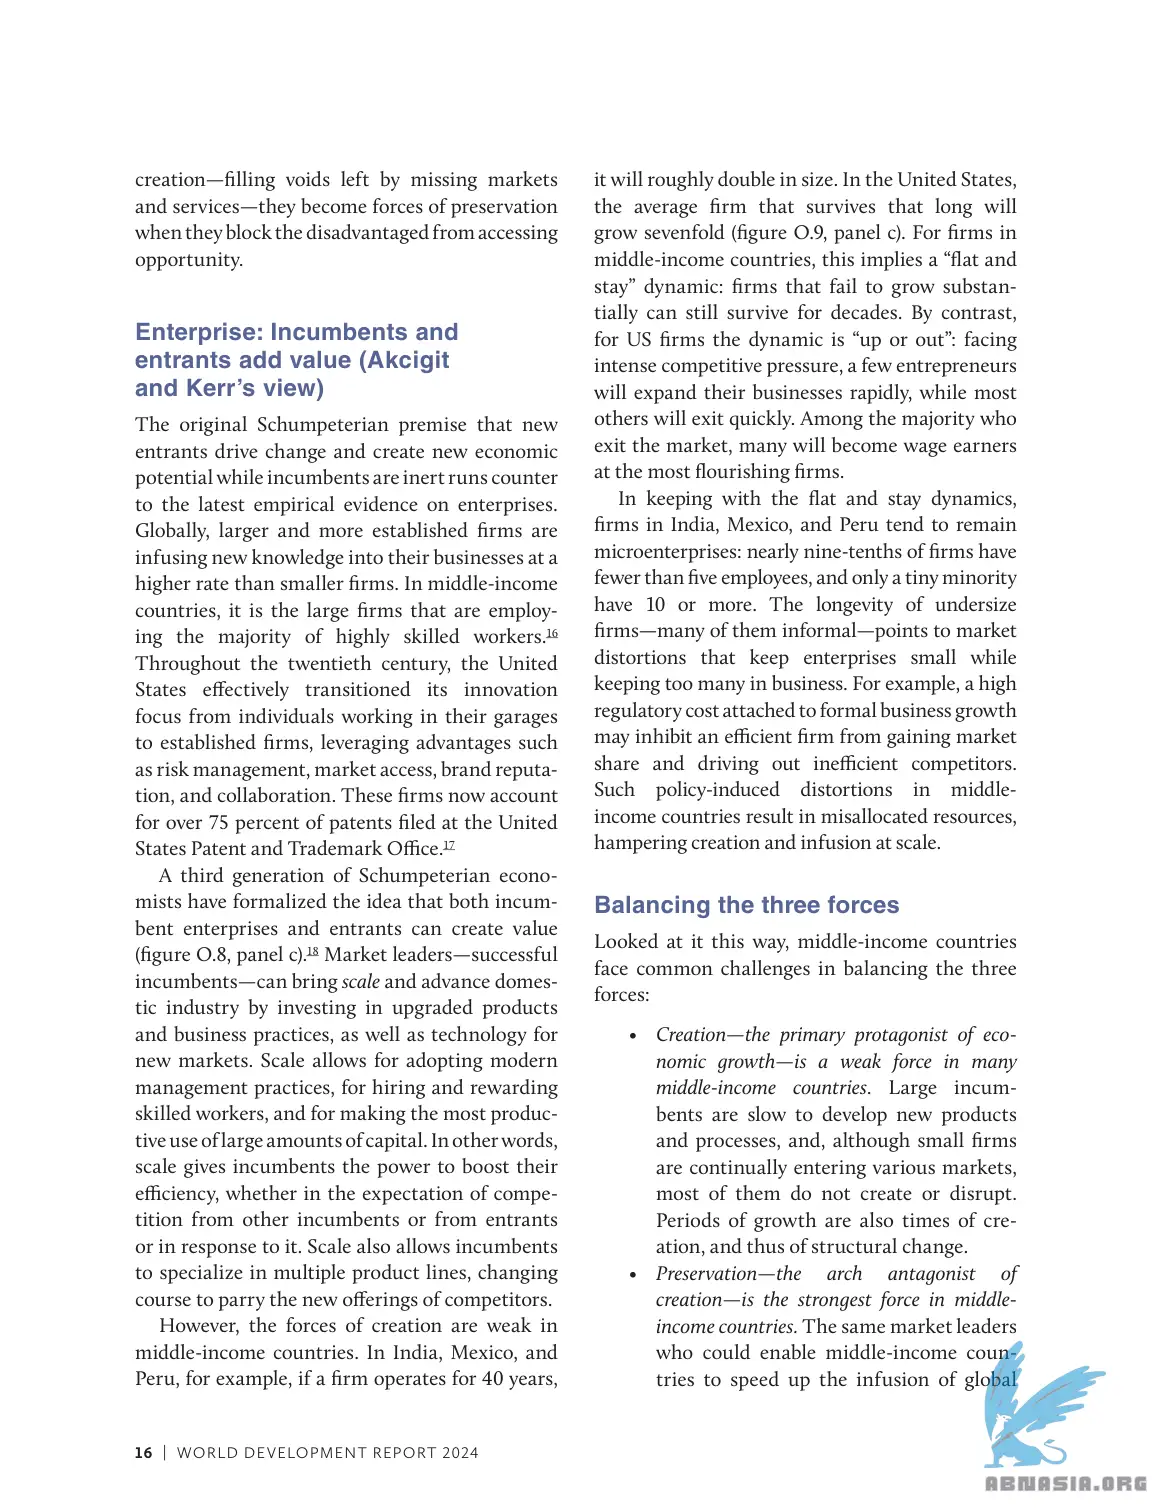 creation—filling voids left by missing markets
and services—they become forces of preservation
when they block the disadvantaged from accessing
opportunity.
Enterprise: Incumbents and
entrants add value (Akcigit
and Kerr’s view)
The original Schumpeterian premise that new
entrants drive change and create new economic
potential while incumbents are inert runs counter
to the latest empirical evidence on enterprises.
Globally, larger and more established firms are
infusing new knowledge into their businesses at a
higher rate than smaller firms. In middle-income
countries, it is the large firms that are employ-
ing the majority of highly skilled workers.16
Throughout the twentieth century, the United
States effectively transitioned its innovation
focus from individuals working in their garages
to established firms, leveraging advantages such
as risk management, market access, brand reputa-
tion, and collaboration. These firms now account
for over 75 percent of patents filed at the United
States Patent and Trademark Office.17
A third generation of Schumpeterian econo-
mists have formalized the idea that both incum-
bent enterprises and entrants can create value
(figure O.8, panel c).18 Market leaders—successful
incumbents—can bring scale and advance domes-
tic industry by investing in upgraded products
and business practices, as well as technology for
new markets. Scale allows for adopting modern
management practices, for hiring and rewarding
skilled workers, and for making the most produc-
tive use of large amounts of capital. In other words,
scale gives incumbents the power to boost their
efficiency, whether in the expectation of compe-
tition from other incumbents or from entrants
or in response to it. Scale also allows incumbents
to specialize in multiple product lines, changing
course to parry the new offerings of competitors.
However, the forces of creation are weak in
middle-income countries. In India, Mexico, and
Peru, for example, if a firm operates for 40 years,
it will roughly double in size. In the United States,
the average firm that survives that long will
grow sevenfold (figure O.9, panel c). For firms in
middle-income countries, this implies a “flat and
stay” dynamic: firms that fail to grow substan-
tially can still survive for decades. By contrast,
for US firms the dynamic is “up or out”: facing
intense competitive pressure, a few entrepreneurs
will expand their businesses rapidly, while most
others will exit quickly. Among the majority who
exit the market, many will become wage earners
at the most flourishing firms.
In keeping with the flat and stay dynamics,
firms in India, Mexico, and Peru tend to remain
microenterprises: nearly nine-tenths of firms have
fewer than five employees, and only a tiny minority
have 10 or more. The longevity of undersize
firms—many of them informal—points to market
distortions that keep enterprises small while
keeping too many in business. For example, a high
regulatory cost attached to formal business growth
may inhibit an efficient firm from gaining market
share and driving out inefficient competitors.
Such policy-induced distortions in middle-
income countries result in misallocated resources,
hampering creation and infusion at scale.
Balancing the three forces
Looked at it this way, middle-income countries
face common challenges in balancing the three
forces:
• Creation—the primary protagonist of eco-
nomic growth—is a weak force in many
middle-income countries. Large incum-
bents are slow to develop new products
and processes, and, although small firms
are continually entering various markets,
most of them do not create or disrupt.
Periods of growth are also times of cre-
ation, and thus of structural change.
• Preservation—the arch antagonist of
creation—is the strongest force in middle-
income countries. The same market leaders
who could enable middle-income coun-
tries to speed up the infusion of global
16 | WORLD DEVELOPMENT REPORT 2024
ABNASIA.ORG